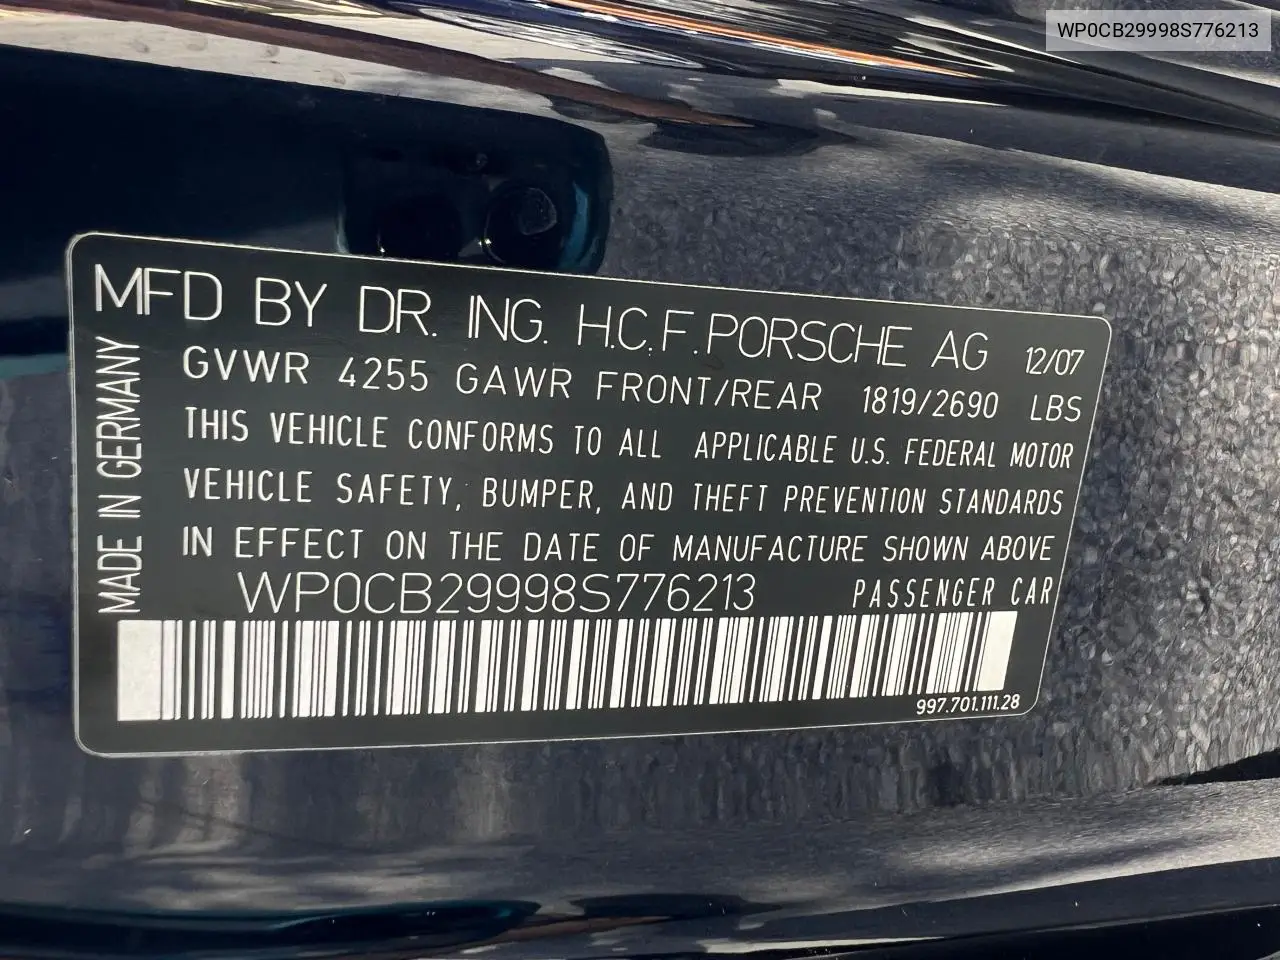 WP0CB29998S776213
MFD BY DR. ING. H.C.F. PORSCHE AG 12/07
GVWR 4255 GAWR FRONT/REAR 1819/2690 LBS
THIS VEHICLE CONFORMS TO ALL APPLICABLE U.S. FEDERAL MOTOR
VEHICLE SAFETY, BUMPER, AND THEFT PREVENTION STANDARDS
IN EFFECT ON THE DATE OF MANUFACTURE SHOWN ABOVE
WP0CB29998S776213 PASSENGER CAR
997.701.111.28
MADE IN GERMANY